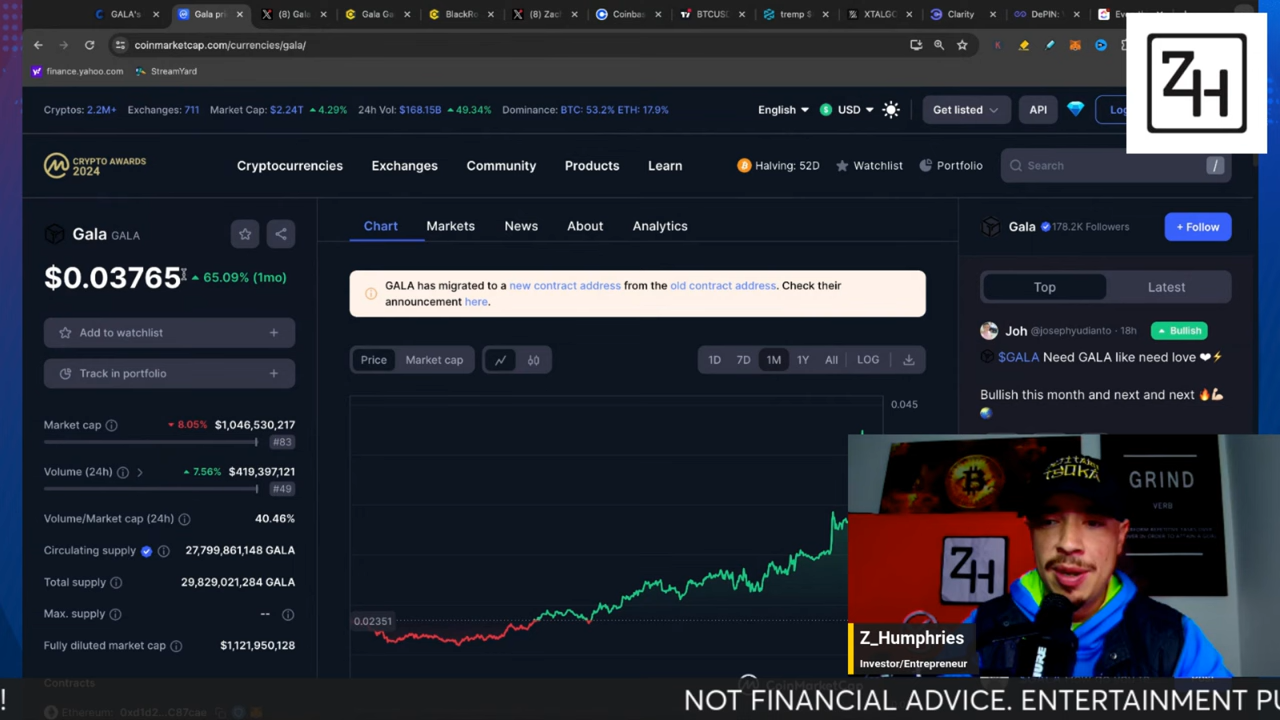 GALA's
Gala pri
(8) Gala
Gala Ga
BlackRo
(8) Zac
Coinbas
BTCUSD
tremp S
XTALGO
Clarity
DePIN:
coinmarketcap.com/currencies/gala/
finance.yahoo.com StreamYard
ZH
Cryptos: 2.2M+ Exchanges: 711 Market Cap: $2.24T 4.29% 24h Vol: $168.15B 49.34% Dominance: BTC: 53.2% ETH: 17.9%
English USD Get listed API
CRYPTO AWARDS
2024
Cryptocurrencies Exchanges Community Products Learn
Halving: 52D Watchlist Portfolio Search /
Gala GALA
$0.03765 65.09% (1mo)
Add to watchlist +
Track in portfolio +
Market cap 8.05% $1,046,530,217
#83
Volume (24h) 7.56% $419,397,121
#49
Volume/Market cap (24h) 40.46%
Circulating supply 27,799,861,148 GALA
Total supply 29,829,021,284 GALA
Max. supply --
Fully diluted market cap $1,121,950,128
Contracts
Chart Markets News About Analytics
GALA has migrated to a new contract address from the old contract address. Check their
announcement here.
Price Market cap
1D 7D 1M 1Y All LOG
0.045
0.02351
Gala 178.2K Followers + Follow
Top Latest
Joh @josephyudianto · 18h Bullish
$GALA Need GALA like need love ❤⚡
Bullish this month and next and next 🔥💪
🌏
GRIND
VERB
ZH
Z_Humphries
Investor/Entrepreneur
! NOT FINANCIAL ADVICE. ENTERTAINMENT PU